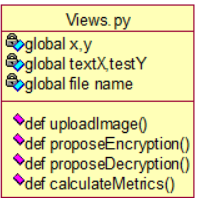 Views.py
global x,y
global textX,testY
global file name
def uploadImage()
def proposeEncryption()
def proposeDecryption()
def calculateMetrics()